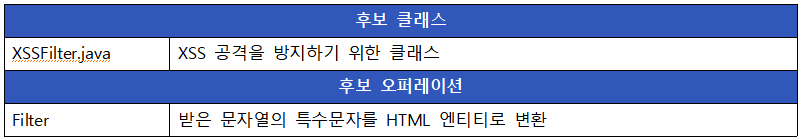 후보 클래스
XSSFilter.java XSS 공격을 방지하기 위한 클래스
후보 오퍼레이션
Filter 받은 문자열의 특수문자를 HTML 엔티티로 변환